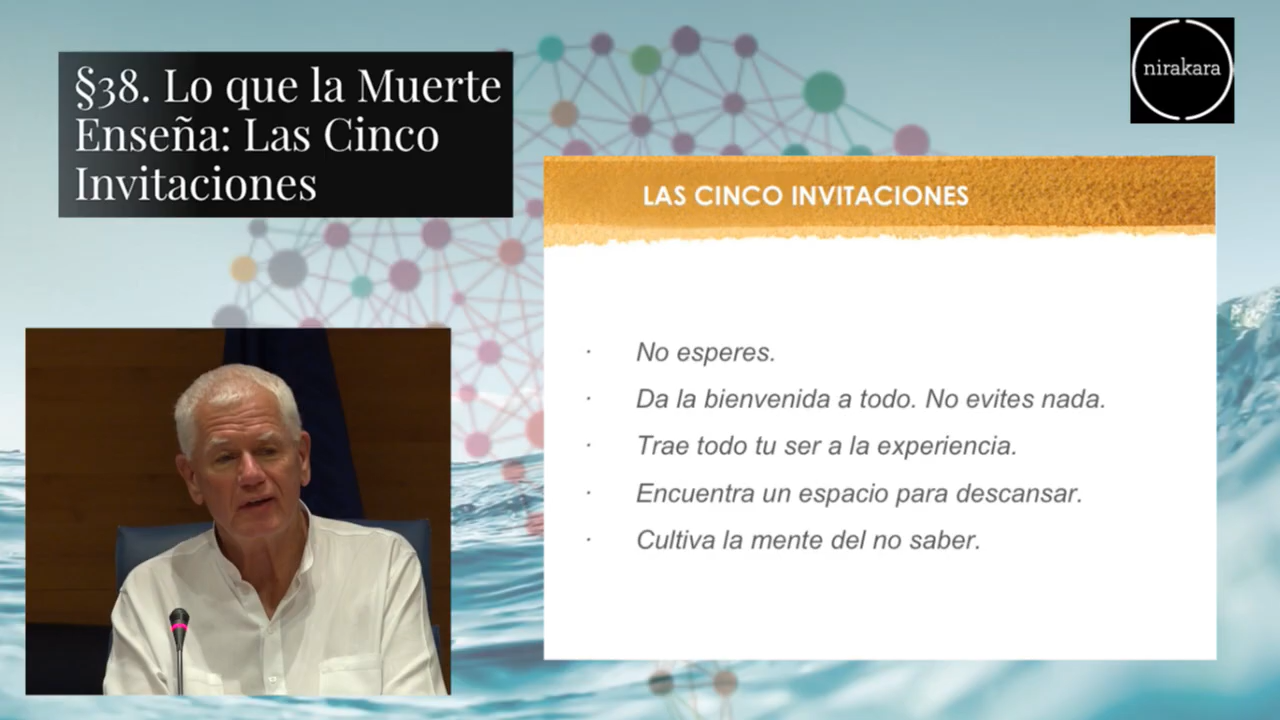 §38. Lo que la Muerte
Enseña: Las Cinco
Invitaciones
nirakara
LAS CINCO INVITACIONES
· No esperes.
· Da la bienvenida a todo. No evites nada.
· Trae todo tu ser a la experiencia.
· Encuentra un espacio para descansar.
· Cultiva la mente del no saber.